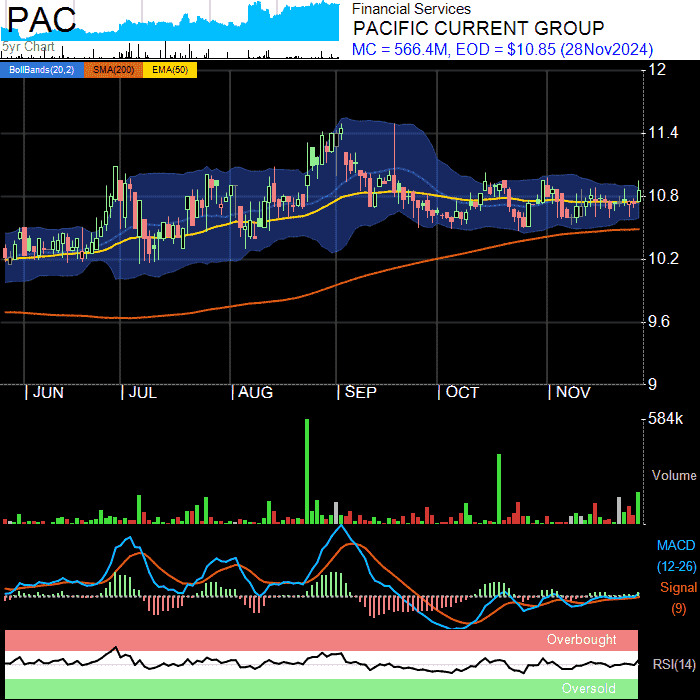 PAC
5yr Chart
Financial Services
PACIFIC CURRENT GROUP
MC = 566.4M, EOD = $10.85 (28Nov2024)
BollBands(20,2) SMA(200) EMA(50)
12
11.4
10.8
10.2
9.6
9
JUN JUL AUG SEP OCT NOV
584k
Volume
MACD
(12-26)
Signal
(9)
Overbought
RSI(14)
Oversold